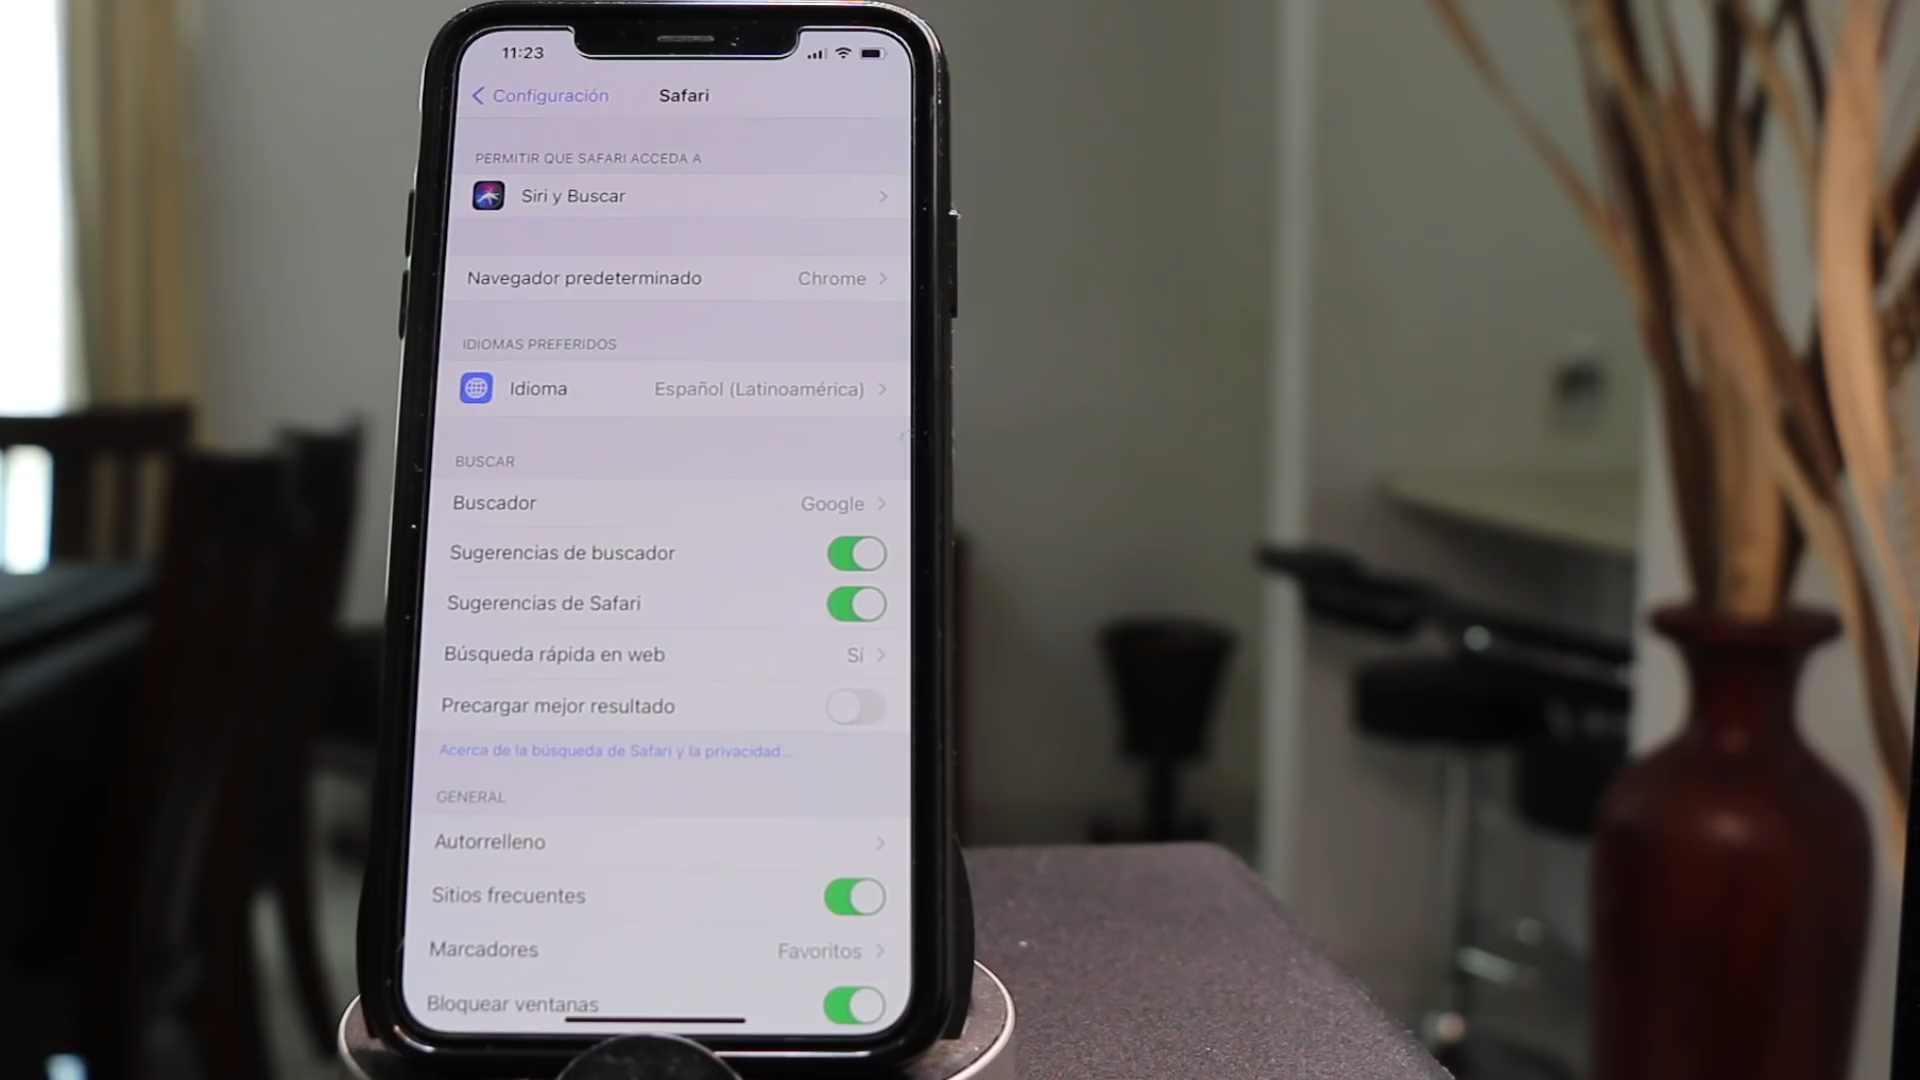 11:23
Configuración Safari
PERMITIR QUE SAFARI ACCEDA A
Siri y Buscar
Navegador predeterminado Chrome
IDIOMAS PREFERIDOS
Idioma Español (Latinoamérica)
BUSCAR
Buscador Google
Sugerencias de buscador
Sugerencias de Safari
Búsqueda rápida en web Sí
Precargar mejor resultado
Acerca de la búsqueda de Safari y la privacidad...
GENERAL
Autorrelleno
Sitios frecuentes
Marcadores Favoritos
Bloquear ventanas